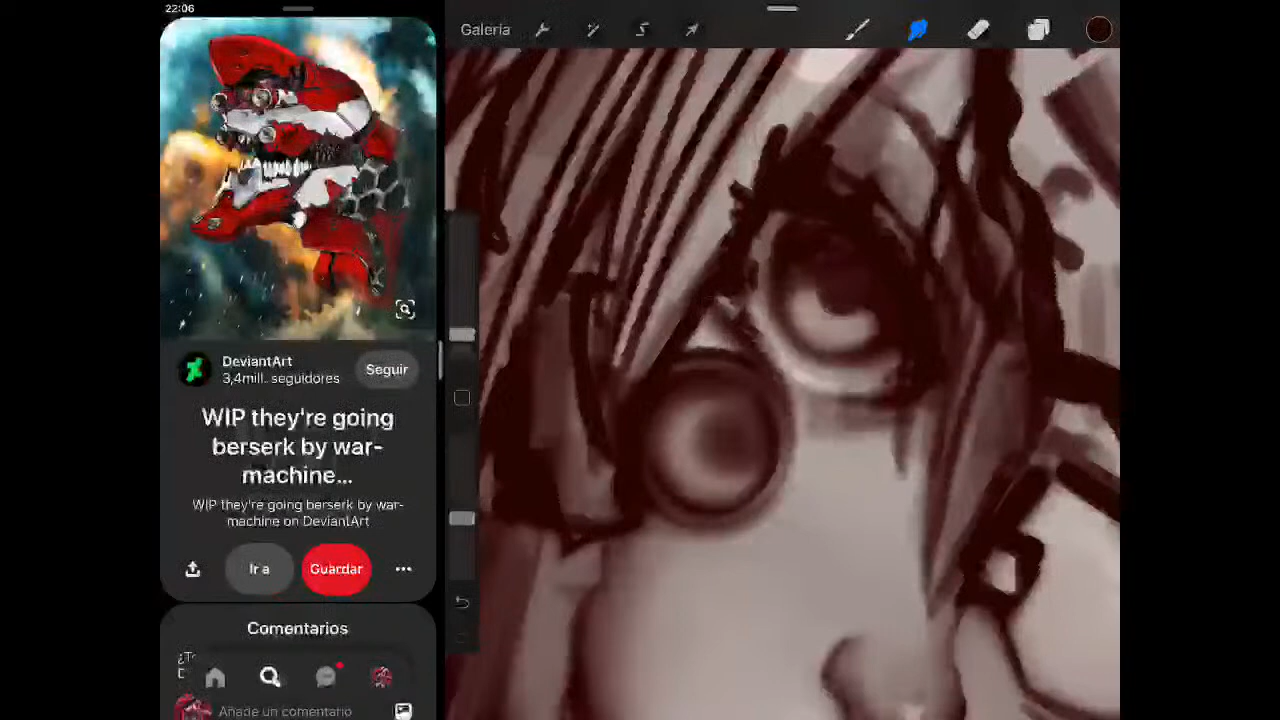 22:06
Galería
DeviantArt
3,4mill. seguidores
Seguir
WIP they're going
berserk by war-
machine...
WIP they're going berserk by war-
machine on DeviantArt
Ir a
Guardar
Comentarios
Añade un comentario